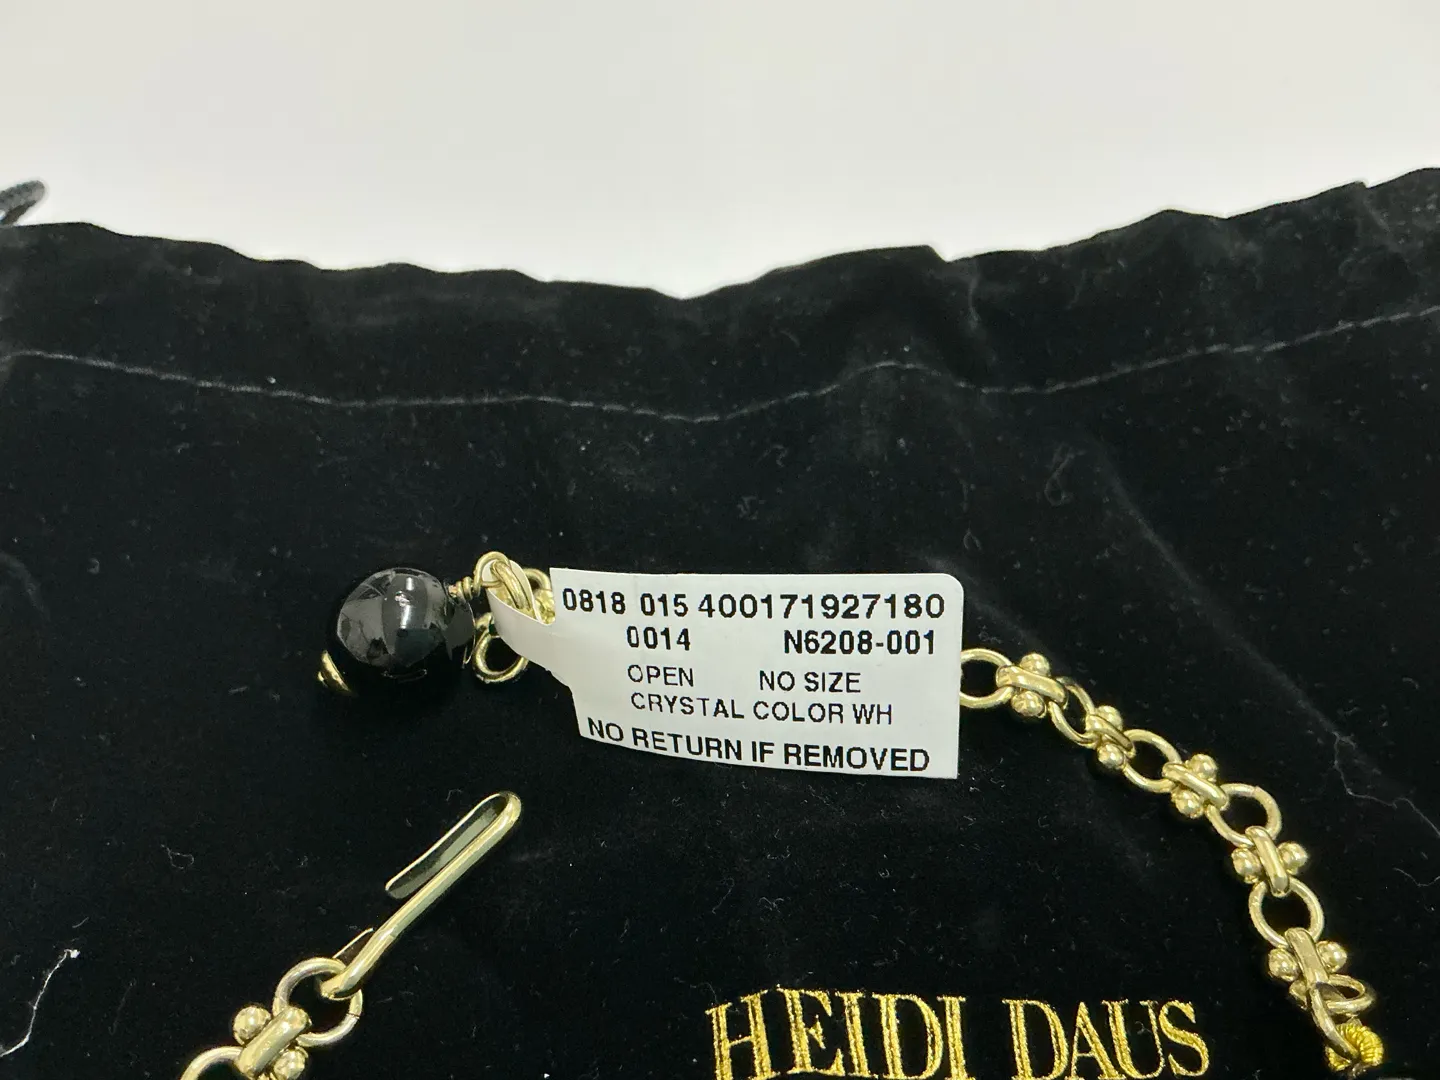 0818 015 400171927180
0014 N6208-001
OPEN NO SIZE
CRYSTAL COLOR WH
NO RETURN IF REMOVED
HEIDI DAUS